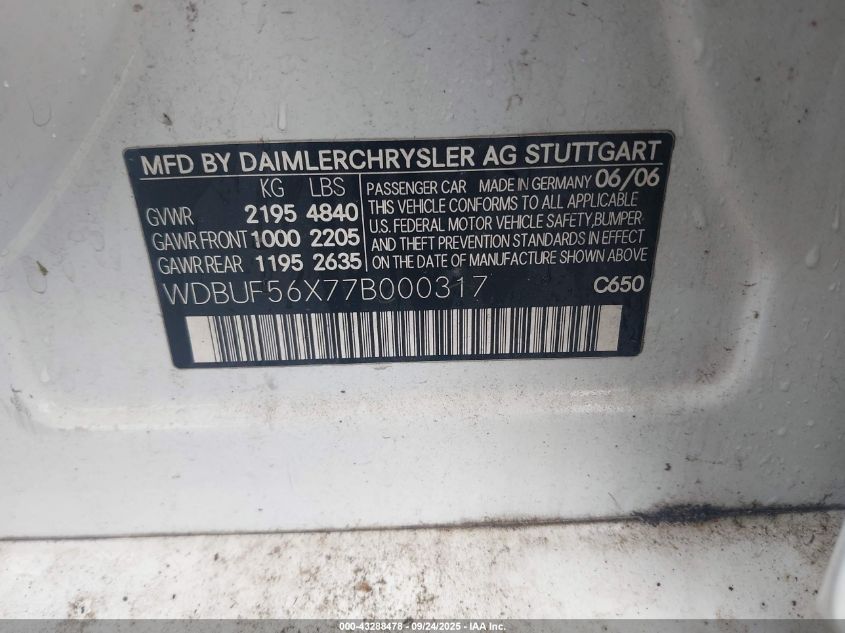 MFD BY DAIMLERCHRYSLER AG STUTTGART
KG LBS
GVWR 2195 4840
GAWR FRONT 1000 2205
GAWR REAR 1195 2635
PASSENGER CAR MADE IN GERMANY 06/06
THIS VEHICLE CONFORMS TO ALL APPLICABLE
U.S. FEDERAL MOTOR VEHICLE SAFETY,BUMPER
AND THEFT PREVENTION STANDARDS IN EFFECT
ON THE DATE OF MANUFACTURE SHOWN ABOVE
WDBUF56X77B000317 C650
000-43288478 - 09/24/2025 - IAA Inc.